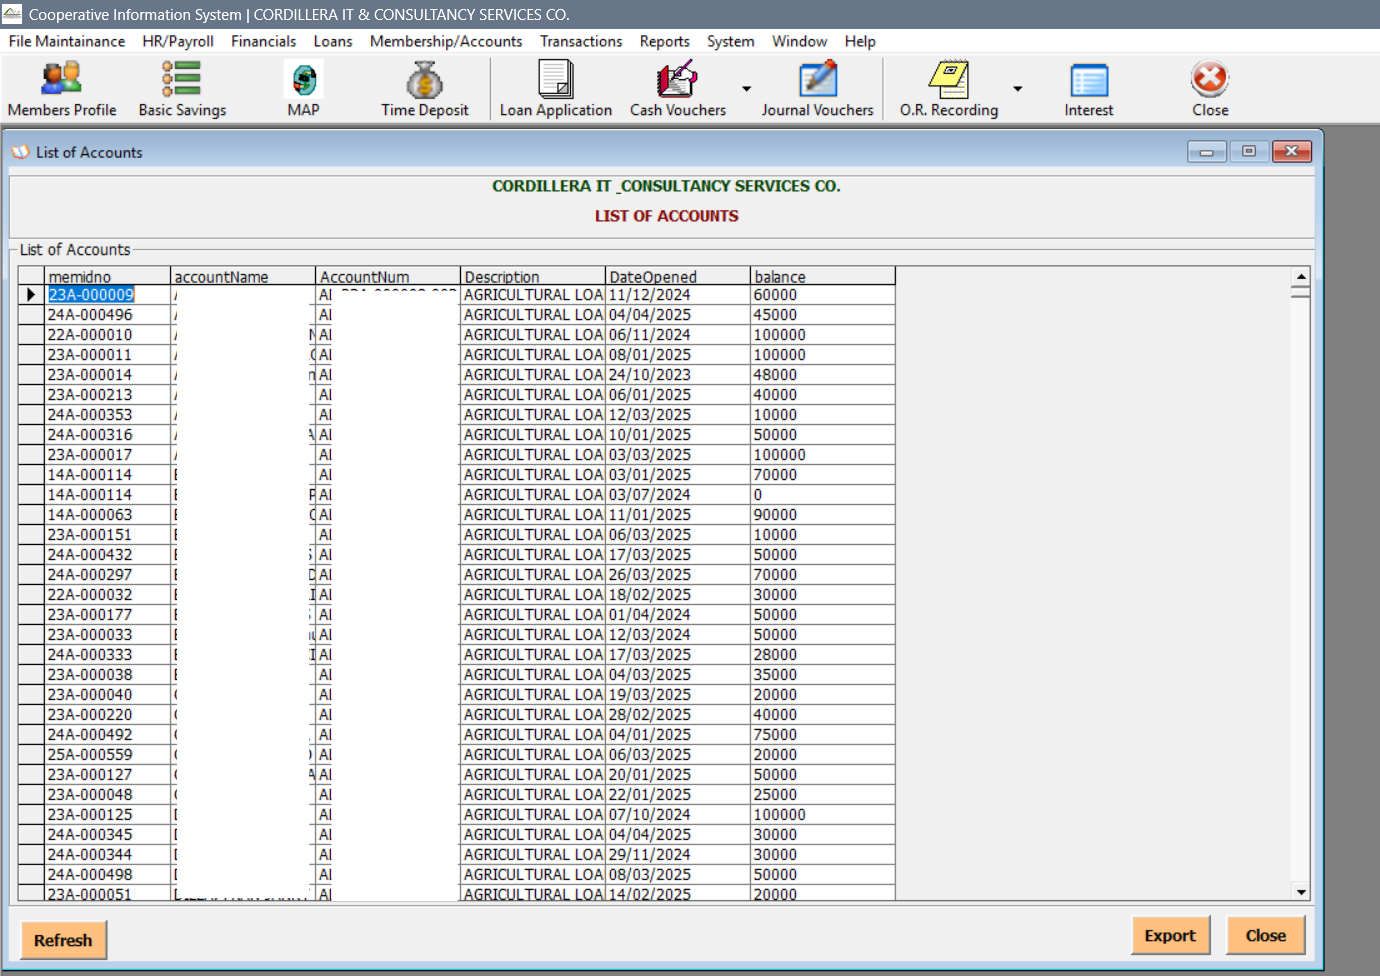 Cooperative Information System | CORDILLERA IT & CONSULTANCY SERVICES CO.
File Maintainance HR/Payroll Financials Loans Membership/Accounts Transactions Reports System Window Help
Members Profile Basic Savings MAP Time Deposit Loan Application Cash Vouchers Journal Vouchers O.R. Recording Interest Close
List of Accounts
CORDILLERA IT _CONSULTANCY SERVICES CO.
LIST OF ACCOUNTS
List of Accounts
memidno accountName AccountNum Description DateOpened balance
23A-000009 AGRICULTURAL LOA 11/12/2024 60000
24A-000496 AGRICULTURAL LOA 04/04/2025 45000
22A-000010 AGRICULTURAL LOA 06/11/2024 100000
23A-000011 AGRICULTURAL LOA 08/01/2025 100000
23A-000014 AGRICULTURAL LOA 24/10/2023 48000
23A-000213 AGRICULTURAL LOA 06/01/2025 40000
24A-000353 AGRICULTURAL LOA 12/03/2025 10000
24A-000316 AGRICULTURAL LOA 10/01/2025 50000
23A-000017 AGRICULTURAL LOA 03/03/2025 100000
14A-000114 AGRICULTURAL LOA 03/01/2025 70000
14A-000114 AGRICULTURAL LOA 03/07/2024 0
14A-000063 AGRICULTURAL LOA 11/01/2025 90000
23A-000151 AGRICULTURAL LOA 06/03/2025 10000
24A-000432 AGRICULTURAL LOA 17/03/2025 50000
24A-000297 AGRICULTURAL LOA 26/03/2025 70000
22A-000032 AGRICULTURAL LOA 18/02/2025 30000
23A-000177 AGRICULTURAL LOA 01/04/2024 50000
23A-000033 AGRICULTURAL LOA 12/03/2024 50000
24A-000333 AGRICULTURAL LOA 17/03/2025 28000
23A-000038 AGRICULTURAL LOA 04/03/2025 35000
23A-000040 AGRICULTURAL LOA 19/03/2025 20000
23A-000220 AGRICULTURAL LOA 28/02/2025 40000
24A-000492 AGRICULTURAL LOA 04/01/2025 75000
25A-000559 AGRICULTURAL LOA 06/03/2025 20000
23A-000127 AGRICULTURAL LOA 20/01/2025 50000
23A-000048 AGRICULTURAL LOA 22/01/2025 25000
23A-000125 AGRICULTURAL LOA 07/10/2024 100000
24A-000345 AGRICULTURAL LOA 04/04/2025 30000
24A-000344 AGRICULTURAL LOA 29/11/2024 30000
24A-000498 AGRICULTURAL LOA 08/03/2025 50000
23A-000051 AGRICULTURAL LOA 14/02/2025 20000
Refresh Export Close